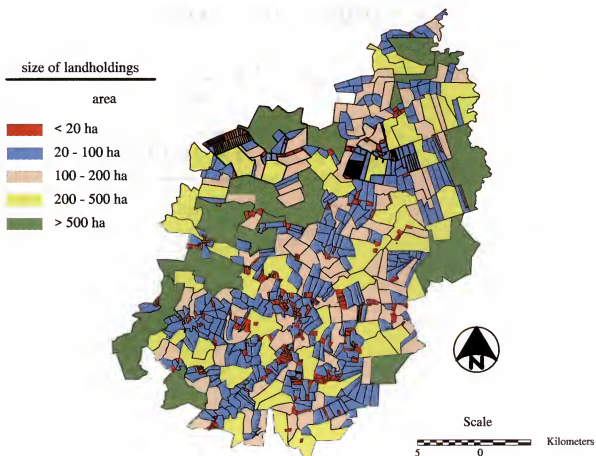 size of landholdings
area
< 20 ha
20 - 100 ha
100 - 200 ha
200 - 500 ha
> 500 ha
N
Scale
Kilometers
5 0